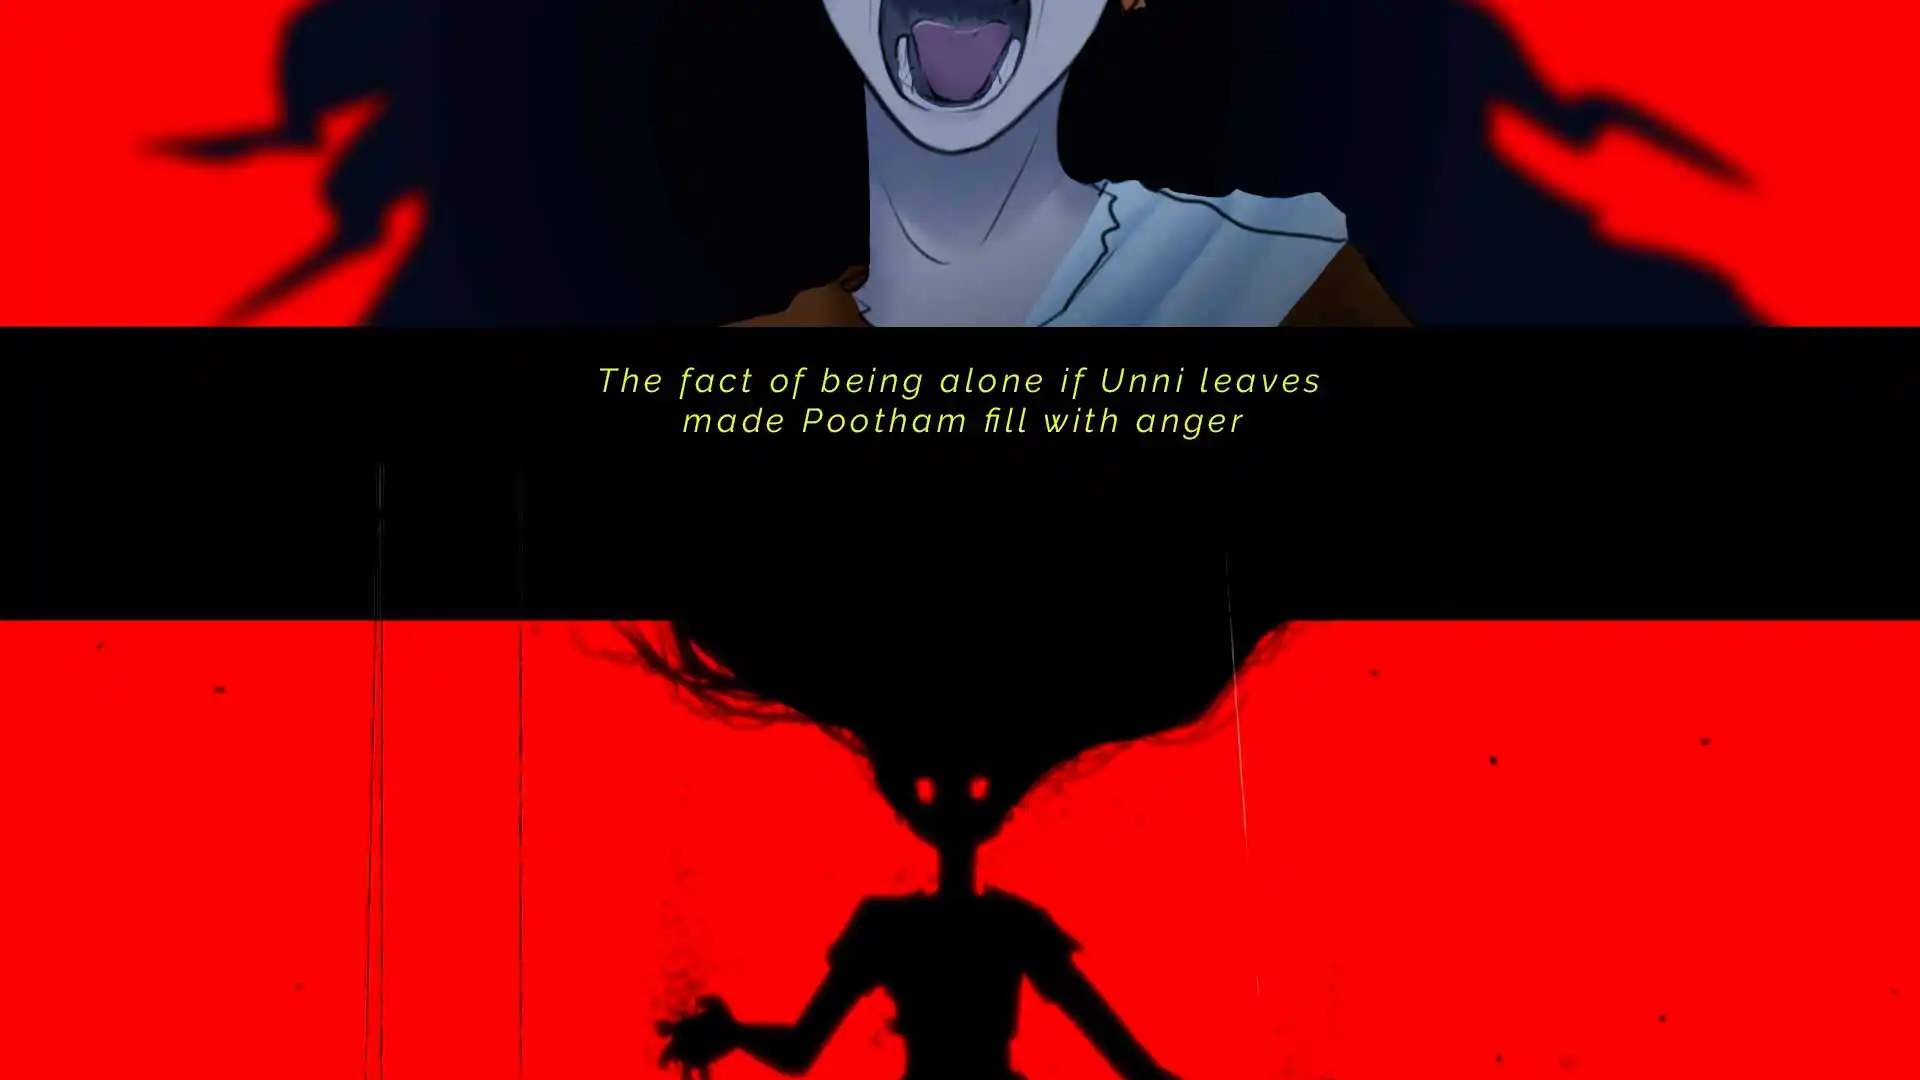 The fact of being alone if Unni leaves
made Pootham fill with anger